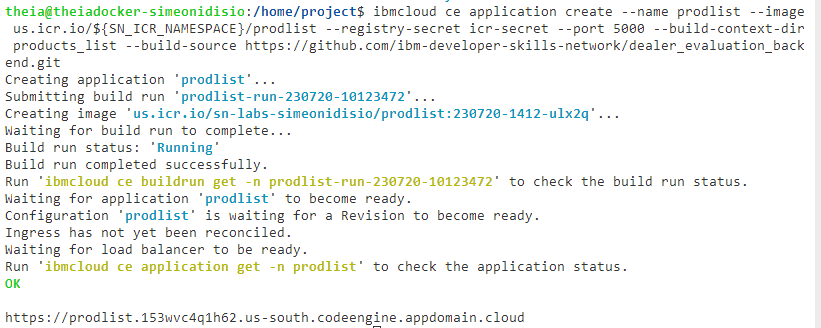 theia@theiadocker-simeonidisio:/home/project$ ibmcloud ce application create --name prodlist --image
us.icr.io/${SN_ICR_NAMESPACE}/prodlist --registry-secret icr-secret --port 5000 --build-context-dir
products_list --build-source https://github.com/ibm-developer-skills-network/dealer_evaluation_back
end.git
Creating application 'prodlist'...
Submitting build run 'prodlist-run-230720-10123472'...
Creating image 'us.icr.io/sn-labs-simeonidisio/prodlist:230720-1412-ulx2q'...
Waiting for build run to complete...
Build run status: 'Running'
Build run completed successfully.
Run 'ibmcloud ce buildrun get -n prodlist-run-230720-10123472' to check the build run status.
Waiting for application 'prodlist' to become ready.
Configuration 'prodlist' is waiting for a Revision to become ready.
Ingress has not yet been reconciled.
Waiting for load balancer to be ready.
Run 'ibmcloud ce application get -n prodlist' to check the application status.
OK
https://prodlist.153wvc4q1h62.us-south.codeengine.appdomain.cloud